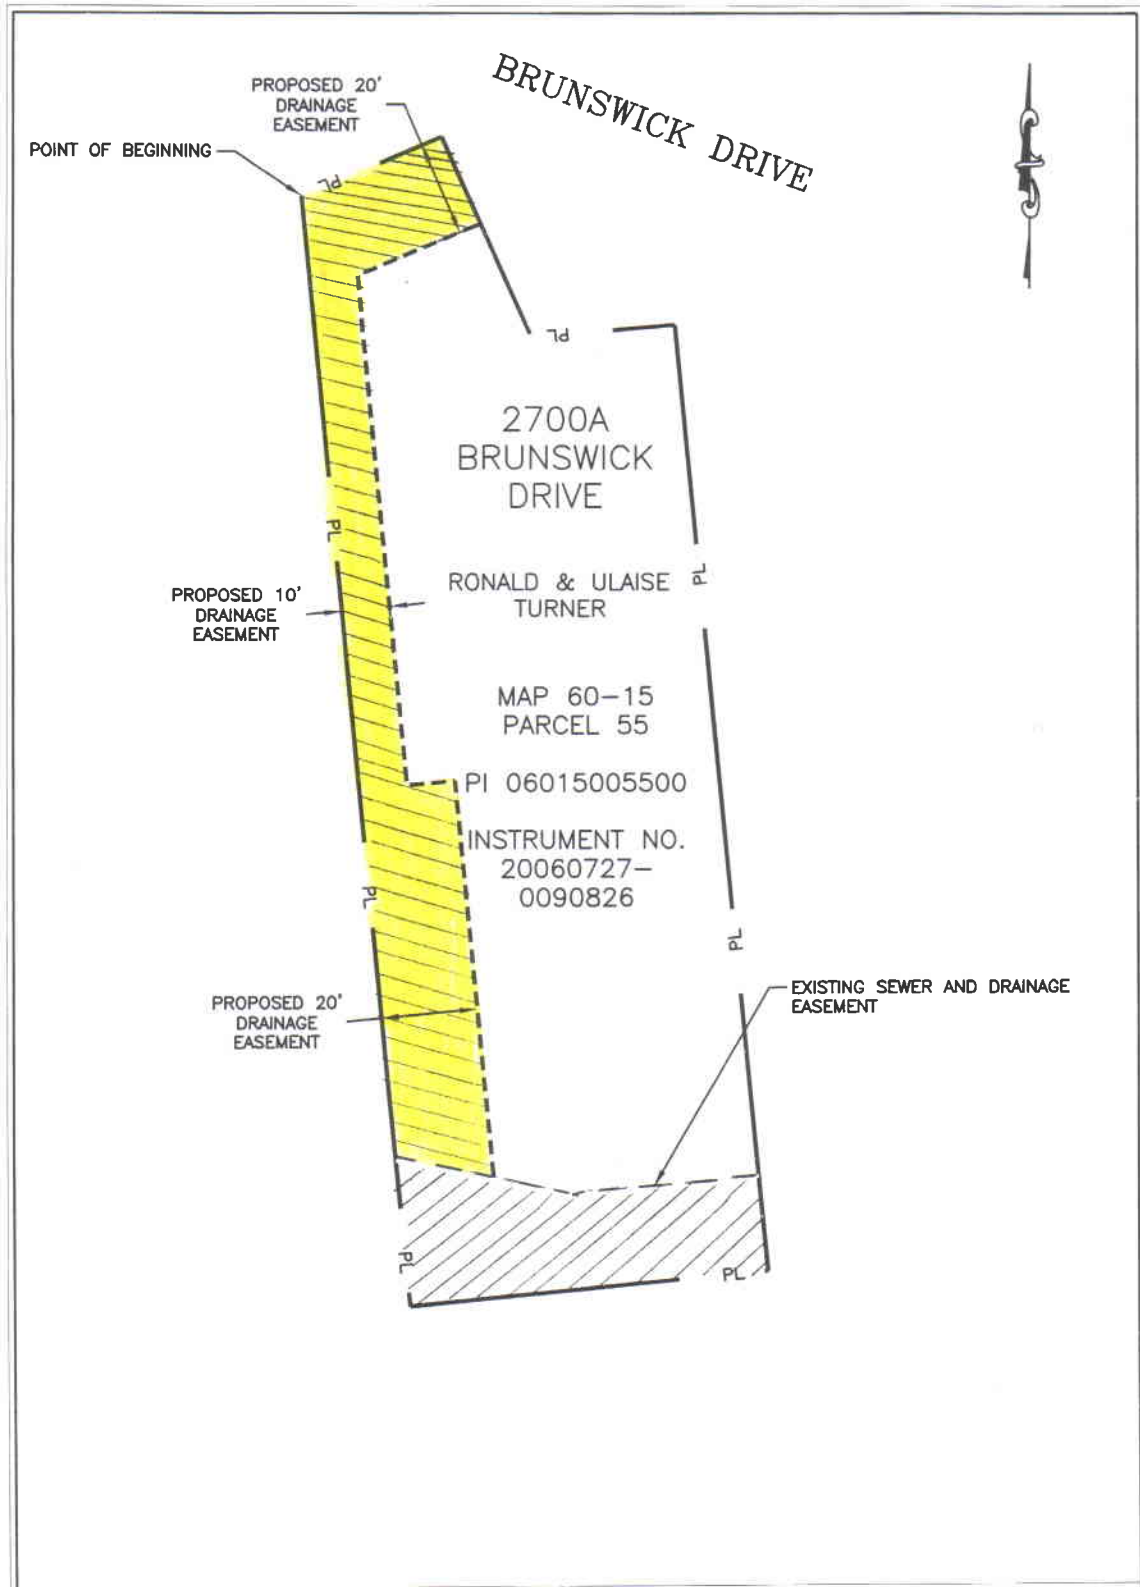 BRUNSWICK DRIVE
PROPOSED 20'
DRAINAGE
EASEMENT
POINT OF BEGINNING
PL
PL
2700A
BRUNSWICK
DRIVE
PL
PL
RONALD & ULAISE
TURNER
PROPOSED 10'
DRAINAGE
EASEMENT
MAP 60-15
PARCEL 55
PI 06015005500
INSTRUMENT NO.
20060727-
0090826
PL
PL
PROPOSED 20'
DRAINAGE
EASEMENT
EXISTING SEWER AND DRAINAGE
EASEMENT
PL
PL